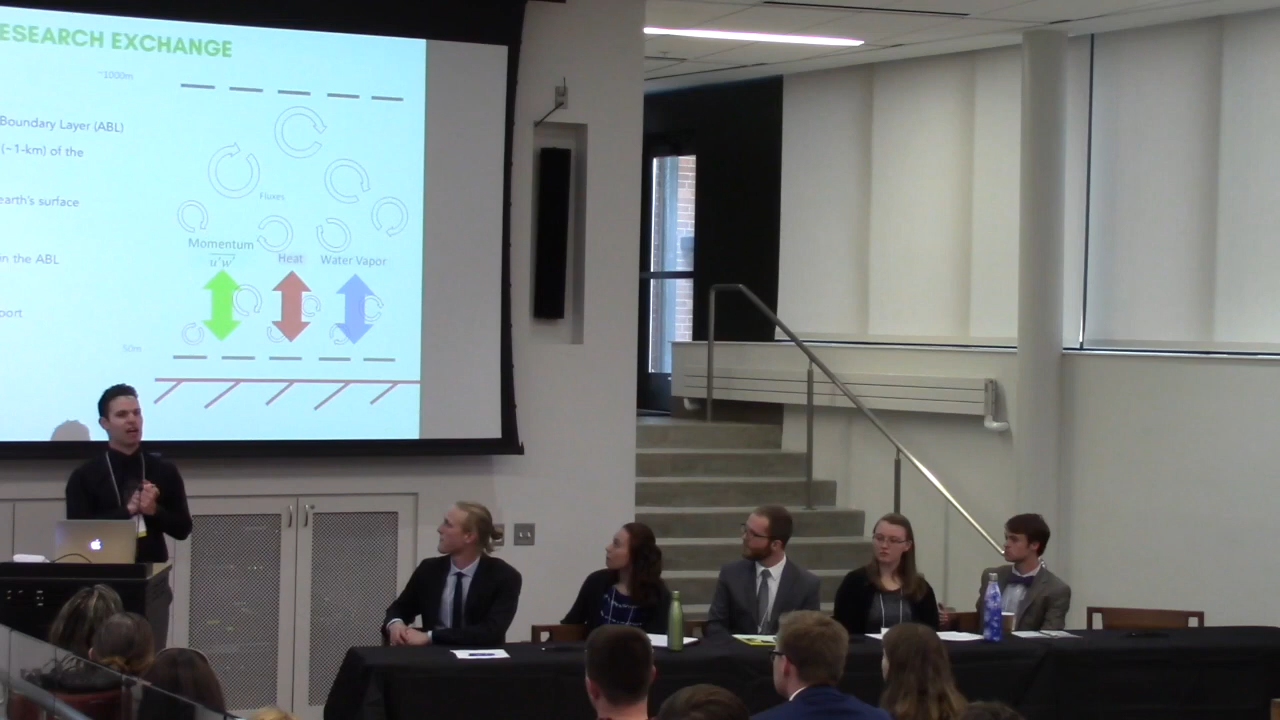 ESEARCH EXCHANGE
~1000m
Boundary Layer (ABL)
(~1-km) of the
earth's surface
Fluxes
Momentum
u'w'
Heat
Water Vapor
in the ABL
port
50m